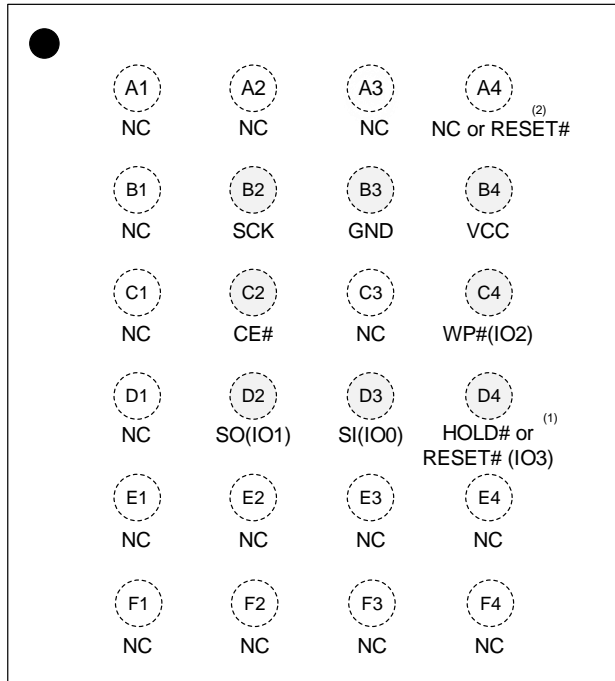 A1 A2 A3 A4
(2)
NC NC NC NC or RESET#
B1 B2 B3 B4
NC SCK GND VCC
C1 C2 C3 C4
NC CE# NC WP#(IO2)
D1 D2 D3 D4
(1)
NC SO(IO1) SI(IO0) HOLD# or
RESET# (IO3)
E1 E2 E3 E4
NC NC NC NC
F1 F2 F3 F4
NC NC NC NC